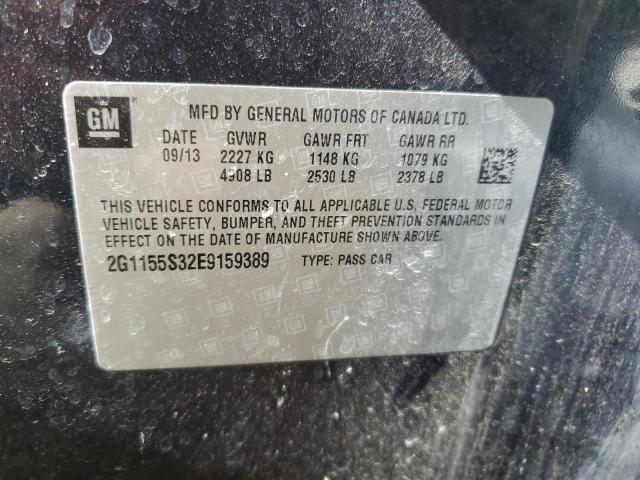 GM ®
MFD BY GENERAL MOTORS OF CANADA LTD.
DATE GVWR GAWR FRT GAWR RR
09/13 2227 KG 1148 KG 1079 KG
4908 LB 2530 LB 2378 LB
THIS VEHICLE CONFORMS TO ALL APPLICABLE U.S. FEDERAL MOTOR
VEHICLE SAFETY, BUMPER, AND THEFT PREVENTION STANDARDS IN
EFFECT ON THE DATE OF MANUFACTURE SHOWN ABOVE.
2G1155S32E9159389 TYPE: PASS CAR